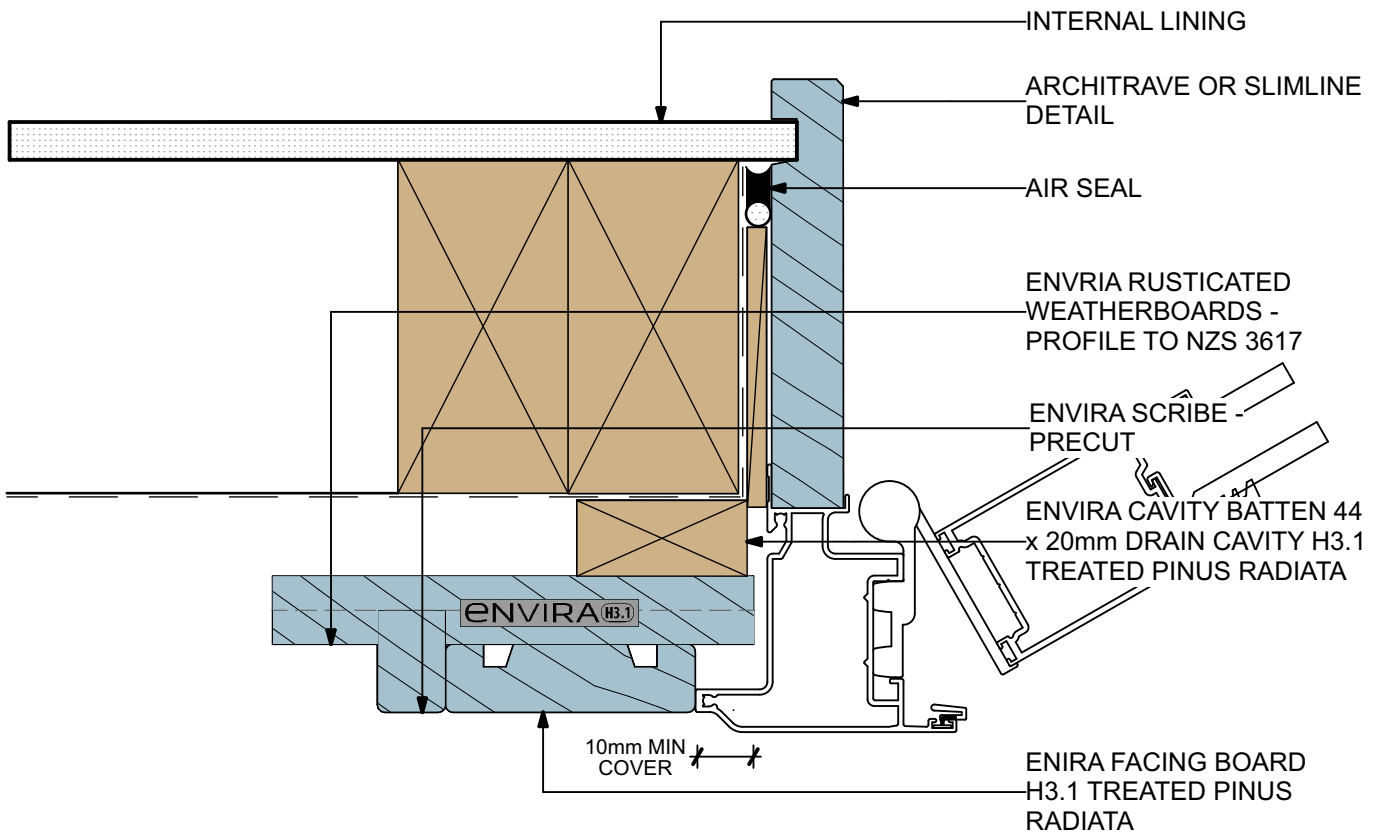 INTERNAL LINING
ARCHITRAVE OR SLIMLINE
DETAIL
AIR SEAL
ENVRIA RUSTICATED
WEATHERBOARDS -
PROFILE TO NZS 3617
ENVIRA SCRIBE -
PRECUT
ENVIRA CAVITY BATTEN 44
x 20mm DRAIN CAVITY H3.1
TREATED PINUS RADIATA
eNVIRA H3.1
10mm MIN
COVER
ENIRA FACING BOARD
H3.1 TREATED PINUS
RADIATA